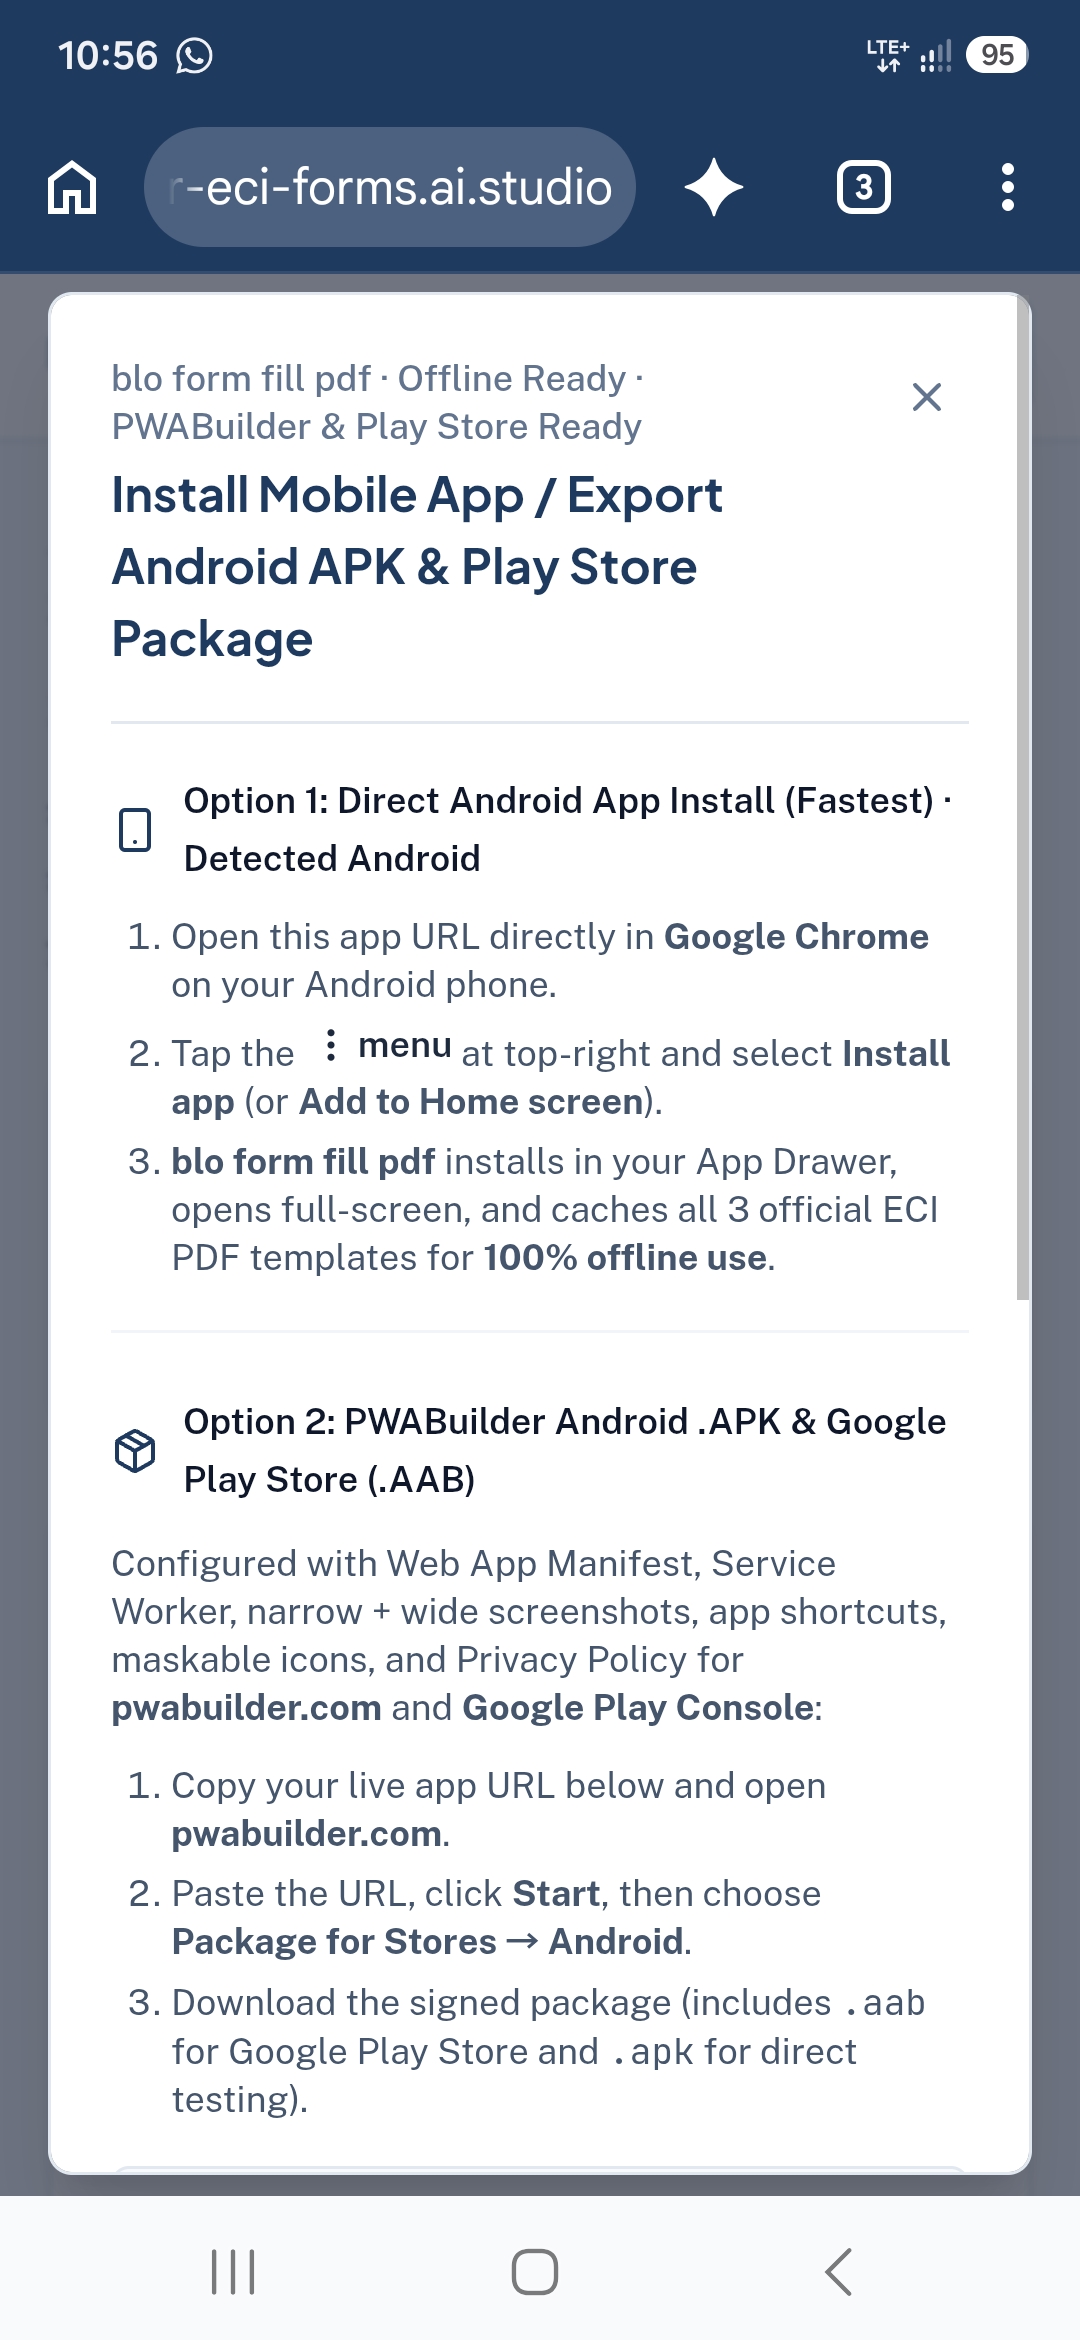 10:56
LTE+
95
r-eci-forms.ai.studio
3
blo form fill pdf · Offline Ready ·
PWABuilder & Play Store Ready
Install Mobile App / Export
Android APK & Play Store
Package
Option 1: Direct Android App Install (Fastest) ·
Detected Android
1. Open this app URL directly in Google Chrome
on your Android phone.
2. Tap the ⋮ menu at top-right and select Install
app (or Add to Home screen).
3. blo form fill pdf installs in your App Drawer,
opens full-screen, and caches all 3 official ECI
PDF templates for 100% offline use.
Option 2: PWABuilder Android .APK & Google
Play Store (.AAB)
Configured with Web App Manifest, Service
Worker, narrow + wide screenshots, app shortcuts,
maskable icons, and Privacy Policy for
pwabuilder.com and Google Play Console:
1. Copy your live app URL below and open
pwabuilder.com.
2. Paste the URL, click Start, then choose
Package for Stores → Android.
3. Download the signed package (includes .aab
for Google Play Store and .apk for direct
testing).